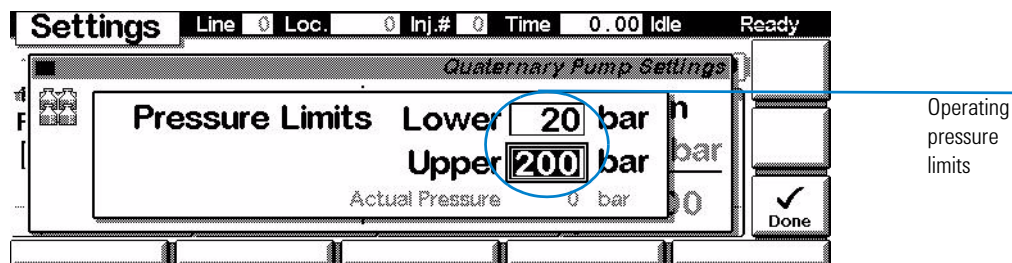 Settings Line 0 Loc. 0 Inj.# 0 Time 0.00 Idle Ready
Quaternary Pump Settings
Pressure Limits Lower 20 bar
Upper 200 bar
Actual Pressure 0 bar
Done
Operating
pressure
limits